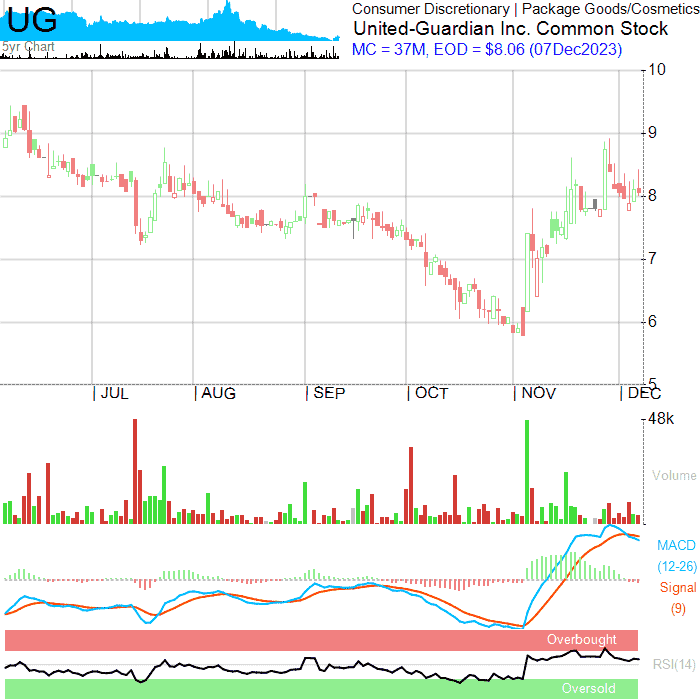 UG
5yr Chart
Consumer Discretionary | Package Goods/Cosmetics
United-Guardian Inc. Common Stock
MC = 37M, EOD = $8.06 (07Dec2023)
10
9
8
7
6
5
| JUL | AUG | SEP | OCT | NOV | DEC
48k
Volume
MACD
(12-26)
Signal
(9)
Overbought
RSI(14)
Oversold